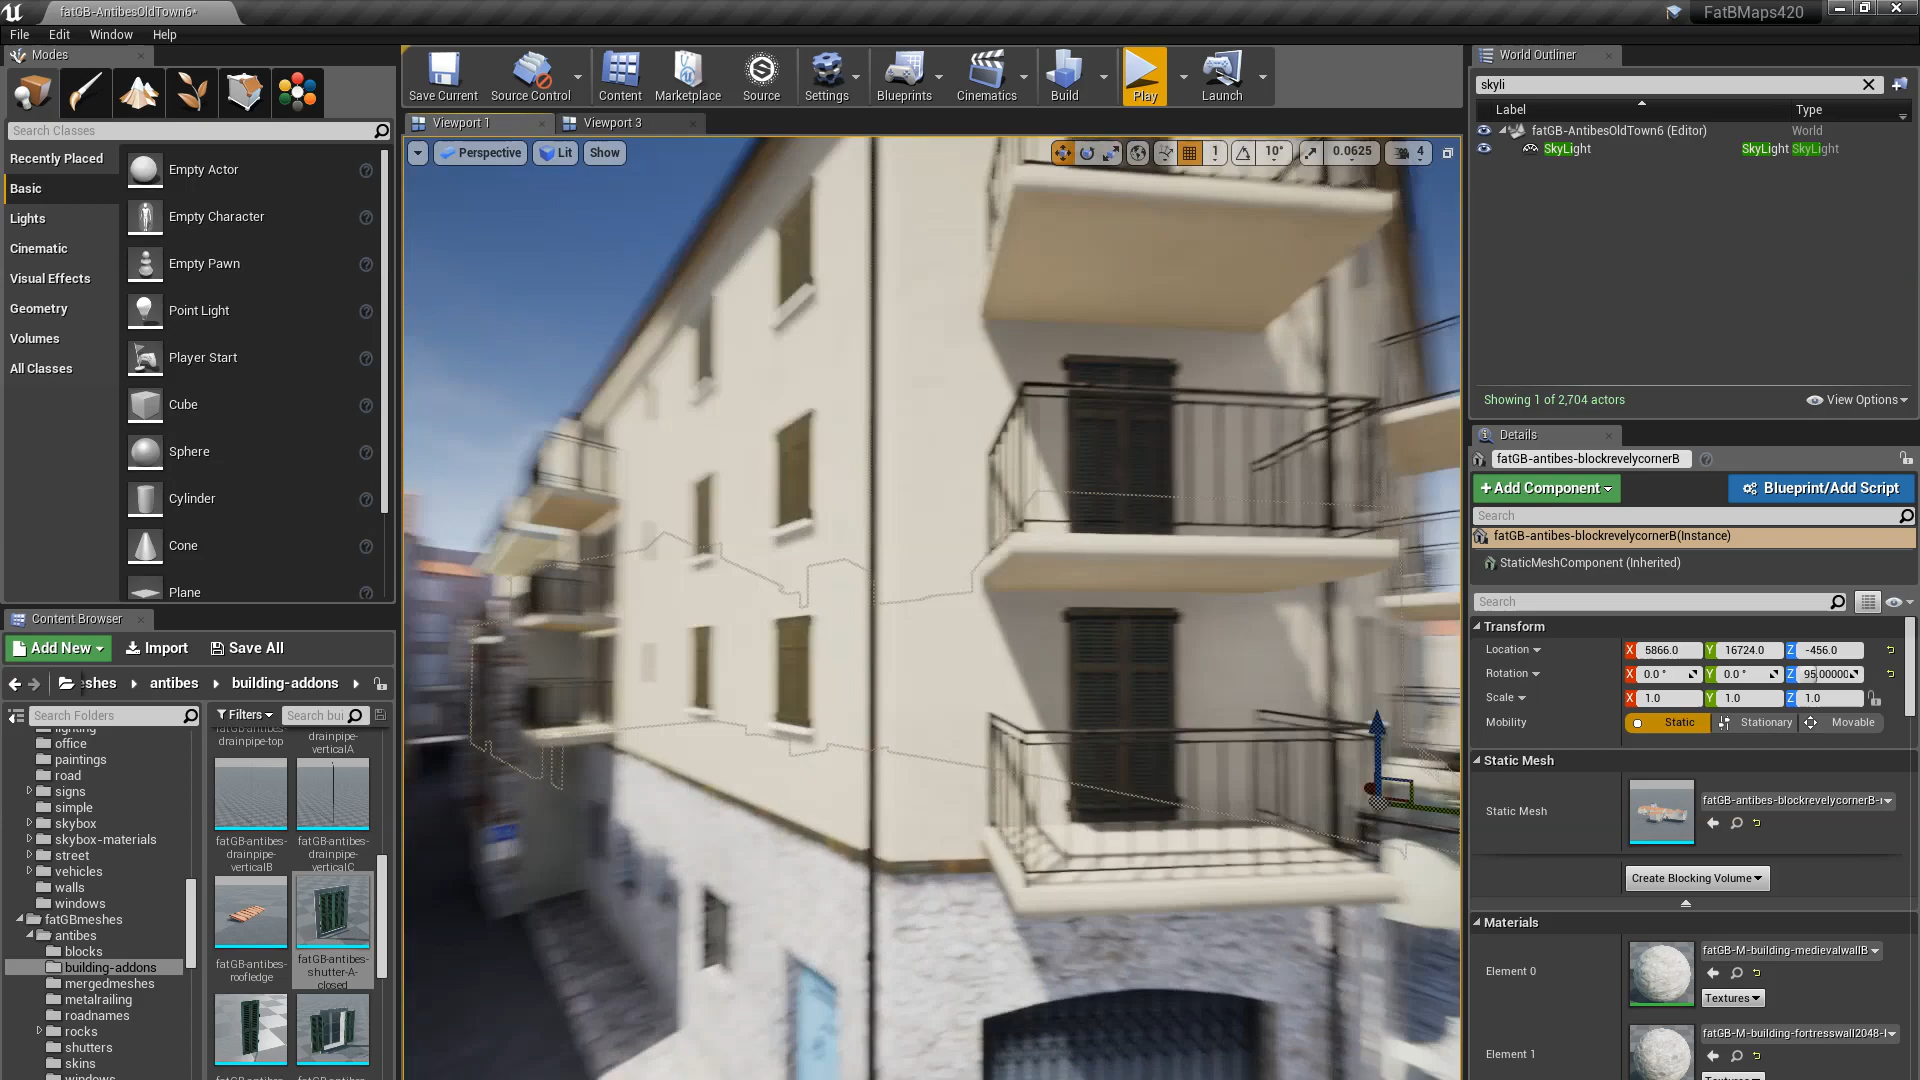 fatGB-AntibesOldTown6*
FatBMaps420
File
Edit
Window
Help
Modes
Search Classes
Recently Placed
Basic
Lights
Cinematic
Visual Effects
Geometry
Volumes
All Classes
Empty Actor
Empty Character
Empty Pawn
Point Light
Player Start
Cube
Sphere
Cylinder
Cone
Plane
Save Current
Source Control
Content
Marketplace
Source
Settings
Blueprints
Cinematics
Build
Play
Launch
Viewport 1
Viewport 3
Perspective
Lit
Show
1
10°
0.0625
4
World Outliner
skyli
Label
Type
fatGB-AntibesOldTown6 (Editor)
World
SkyLight
SkyLight SkyLight
Showing 1 of 2,704 actors
View Options
Details
fatGB-antibes-blockrevelycornerB
+Add Component
Blueprint/Add Script
Search
fatGB-antibes-blockrevelycornerB(Instance)
StaticMeshComponent (Inherited)
Search
Transform
Location
X 5866.0
Y 16724.0
Z -456.0
Rotation
X 0.0 °
Y 0.0 °
Z 95.00000
Scale
X 1.0
Y 1.0
Z 1.0
Mobility
Static
Stationary
Movable
Static Mesh
Static Mesh
fatGB-antibes-blockrevelycornerB-
Create Blocking Volume
Materials
Element 0
fatGB-M-building-medievalwallB
Textures
Element 1
fatGB-M-building-fortresswall2048-
Content Browser
Add New
Import
Save All
shes
antibes
building-addons
Search Folders
Filters
Search bui
lighting
office
paintings
road
signs
simple
skybox
skybox-materials
street
vehicles
walls
windows
fatGBmeshes
antibes
blocks
building-addons
mergedmeshes
metalrailing
roadnames
rocks
shutters
skins
windows
fatGB-antibes-
drainpipe-top
drainpipe-
verticalA
fatGB-antibes-
drainpipe-
verticalB
fatGB-antibes-
drainpipe-
verticalC
fatGB-antibes-
roofledge
fatGB-antibes-
shutter-A-
closed